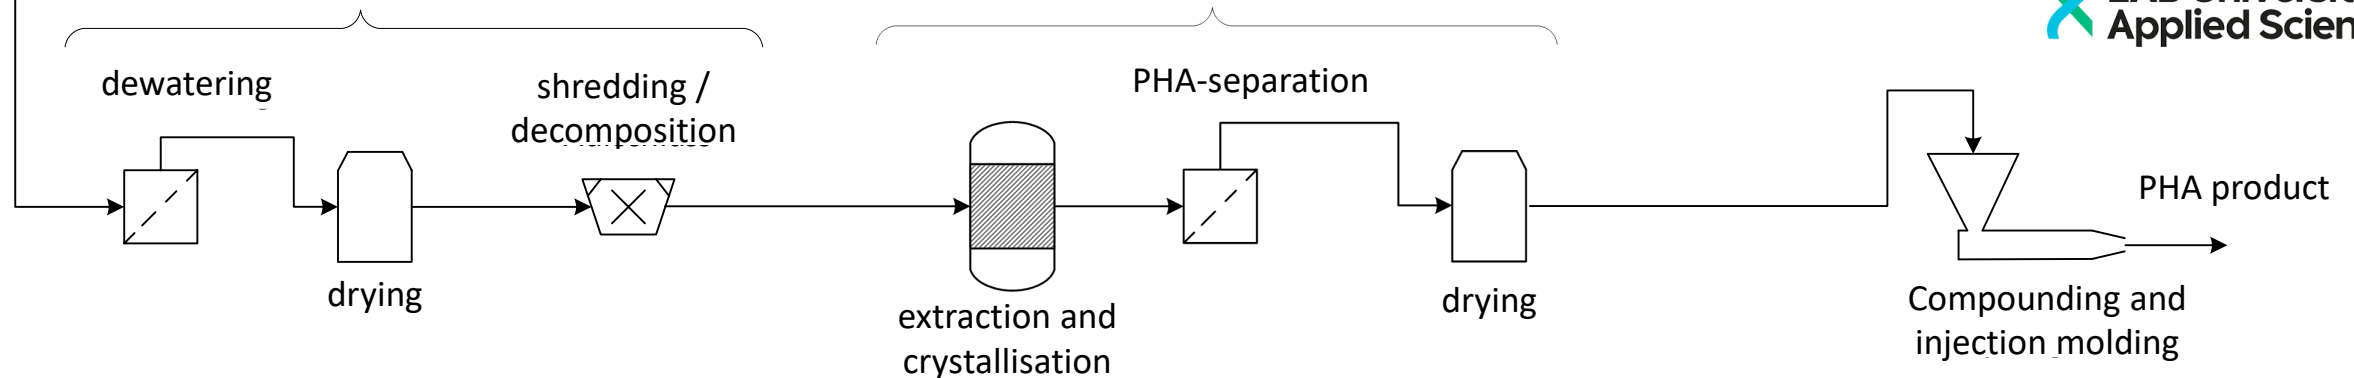 Applied Scien
dewatering
shredding /
decomposition
PHA-separation
PHA product
drying
extraction and
crystallisation
drying
Compounding and
injection molding